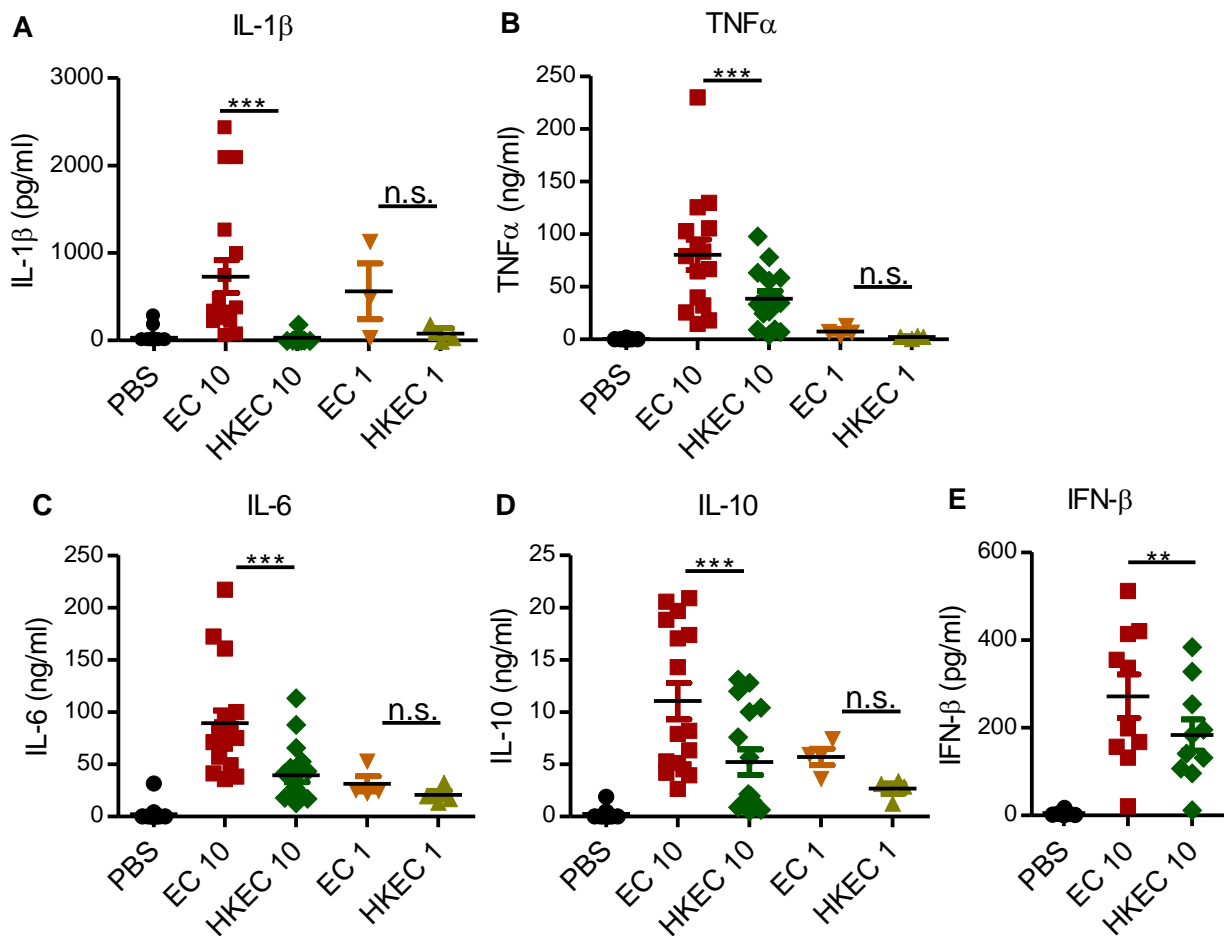 A
IL-1β
IL-1β (pg/ml)
3000
2000
1000
0
***
n.s.
PBS
EC 10
HKEC 10
EC 1
HKEC 1
B
TNFα
TNFα (ng/ml)
250
200
150
100
50
0
***
n.s.
PBS
EC 10
HKEC 10
EC 1
HKEC 1
C
IL-6
IL-6 (ng/ml)
250
200
150
100
50
0
***
n.s.
PBS
EC 10
HKEC 10
EC 1
HKEC 1
D
IL-10
IL-10 (ng/ml)
25
20
15
10
5
0
***
n.s.
PBS
EC 10
HKEC 10
EC 1
HKEC 1
E
IFN-β
IFN-β (pg/ml)
600
400
200
0
**
PBS
EC 10
HKEC 10